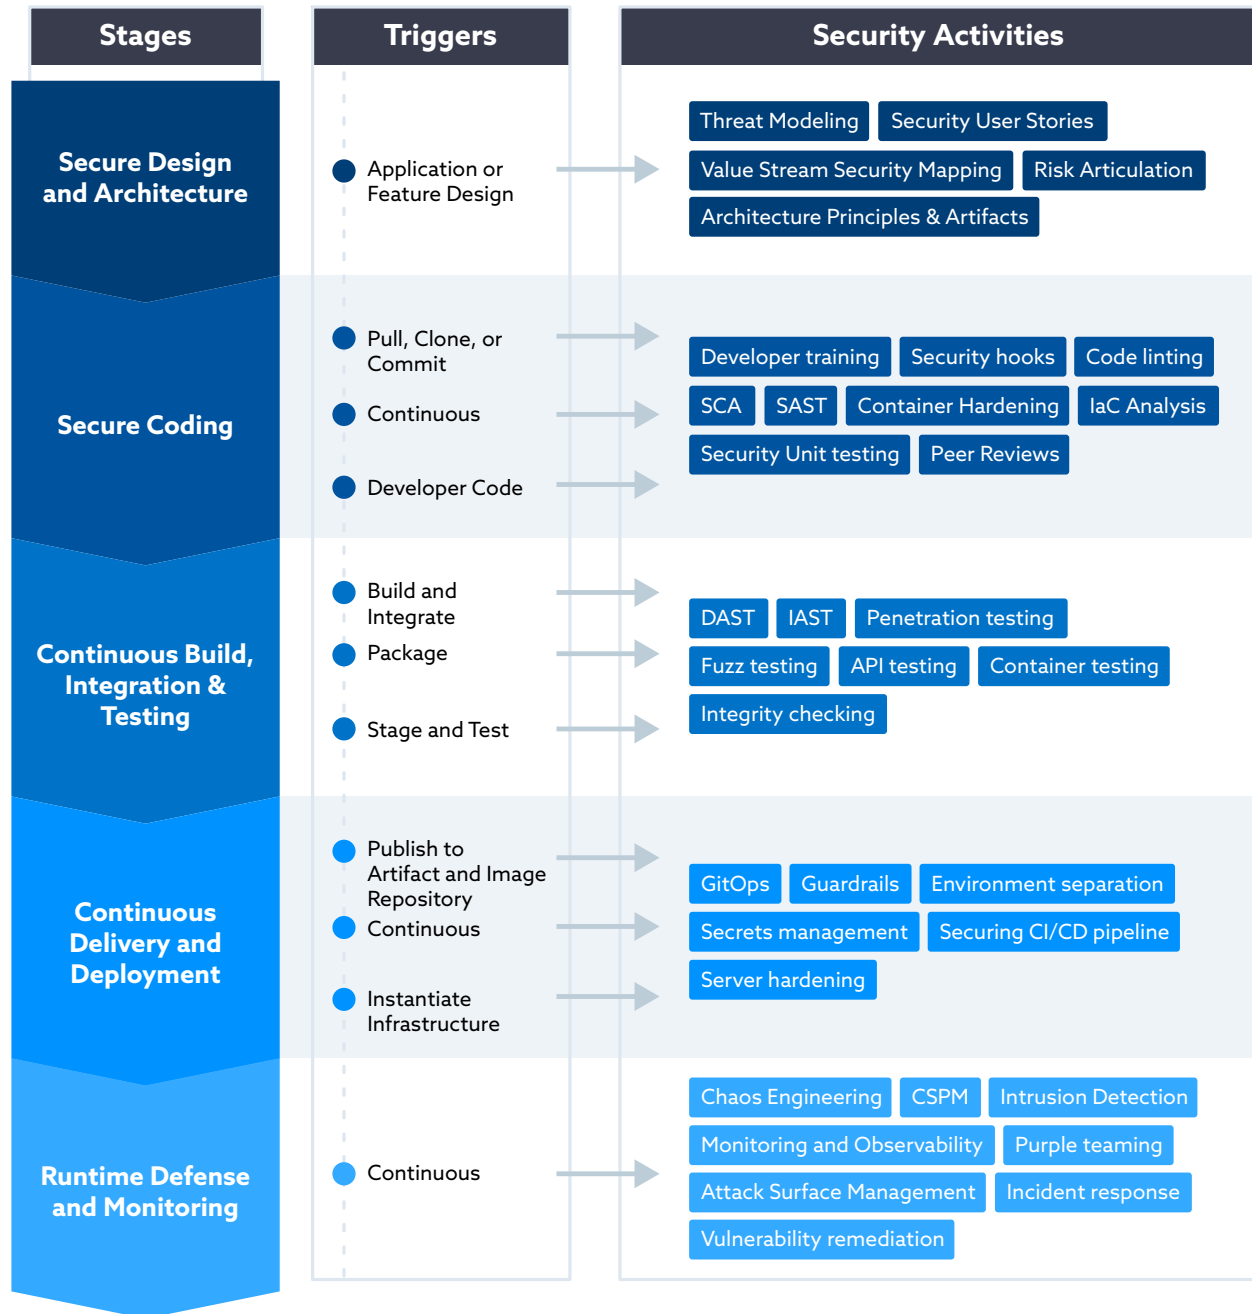 Stages
Triggers
Security Activities
Secure Design
and Architecture
Application or
Feature Design
Threat Modeling
Security User Stories
Value Stream Security Mapping
Risk Articulation
Architecture Principles & Artifacts
Secure Coding
Pull, Clone, or
Commit
Continuous
Developer Code
Developer training
Security hooks
Code linting
SCA
SAST
Container Hardening
IaC Analysis
Security Unit testing
Peer Reviews
Continuous Build,
Integration &
Testing
Build and
Integrate
Package
Stage and Test
DAST
IAST
Penetration testing
Fuzz testing
API testing
Container testing
Integrity checking
Continuous
Delivery and
Deployment
Publish to
Artifact and Image
Repository
Continuous
Instantiate
Infrastructure
GitOps
Guardrails
Environment separation
Secrets management
Securing CI/CD pipeline
Server hardening
Runtime Defense
and Monitoring
Continuous
Chaos Engineering
CSPM
Intrusion Detection
Monitoring and Observability
Purple teaming
Attack Surface Management
Incident response
Vulnerability remediation